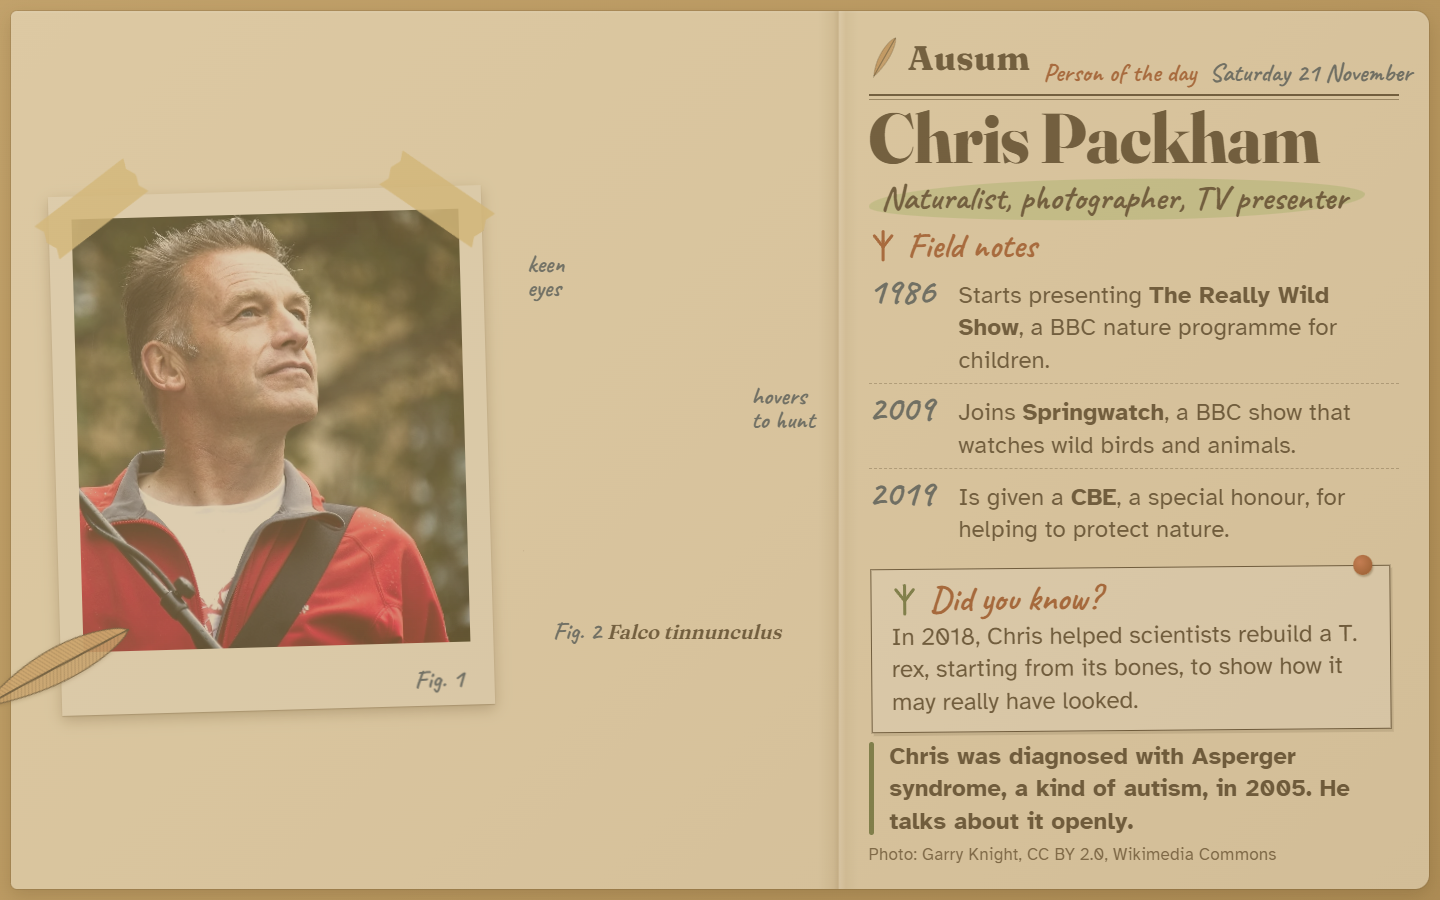 Ausum
Person of the day
Saturday 21 November
Chris Packham
Naturalist, photographer, TV presenter
Field notes
1986
Starts presenting The Really Wild
Show, a BBC nature programme for
children.
2009
Joins Springwatch, a BBC show that
watches wild birds and animals.
2019
Is given a CBE, a special honour, for
helping to protect nature.
Did you know?
In 2018, Chris helped scientists rebuild a T.
rex, starting from its bones, to show how it
may really have looked.
Chris was diagnosed with Asperger
syndrome, a kind of autism, in 2005. He
talks about it openly.
Photo: Garry Knight, CC BY 2.0, Wikimedia Commons
keen
eyes
hovers
to hunt
Fig. 2 Falco tinnunculus
Fig. 1